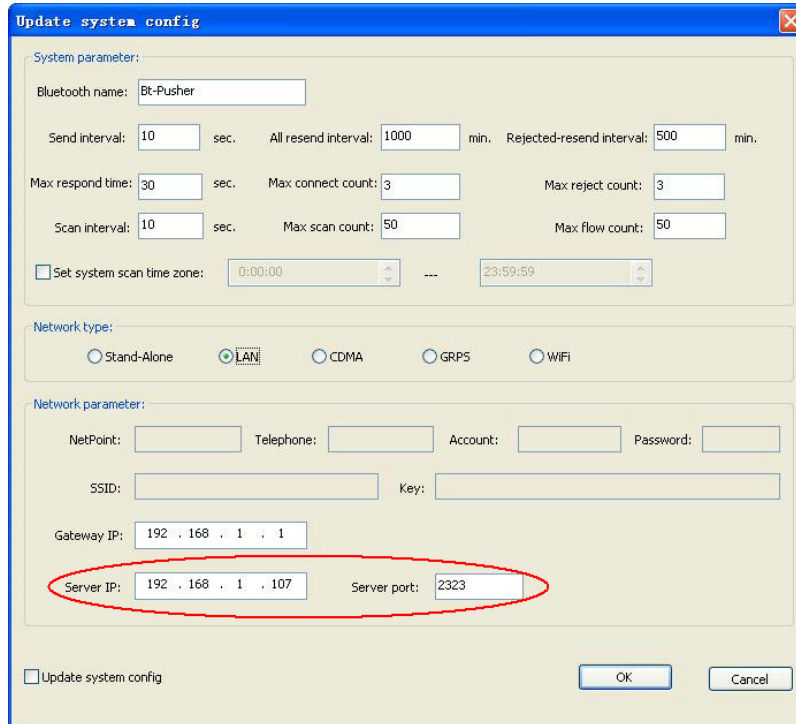 Update system config
System parameter:
Bluetooth name: Bt-Pusher
Send interval: 10 sec. All resend interval: 1000 min. Rejected-resend interval: 500 min.
Max respond time: 30 sec. Max connect count: 3 Max reject count: 3
Scan interval: 10 sec. Max scan count: 50 Max flow count: 50
Set system scan time zone: 0:00:00 --- 23:59:59
Network type:
Stand-Alone LAN CDMA GRPS WiFi
Network parameter:
NetPoint: Telephone: Account: Password:
SSID: Key:
Gateway IP: 192 . 168 . 1 . 1
Server IP: 192 . 168 . 1 . 107 Server port: 2323
Update system config OK Cancel